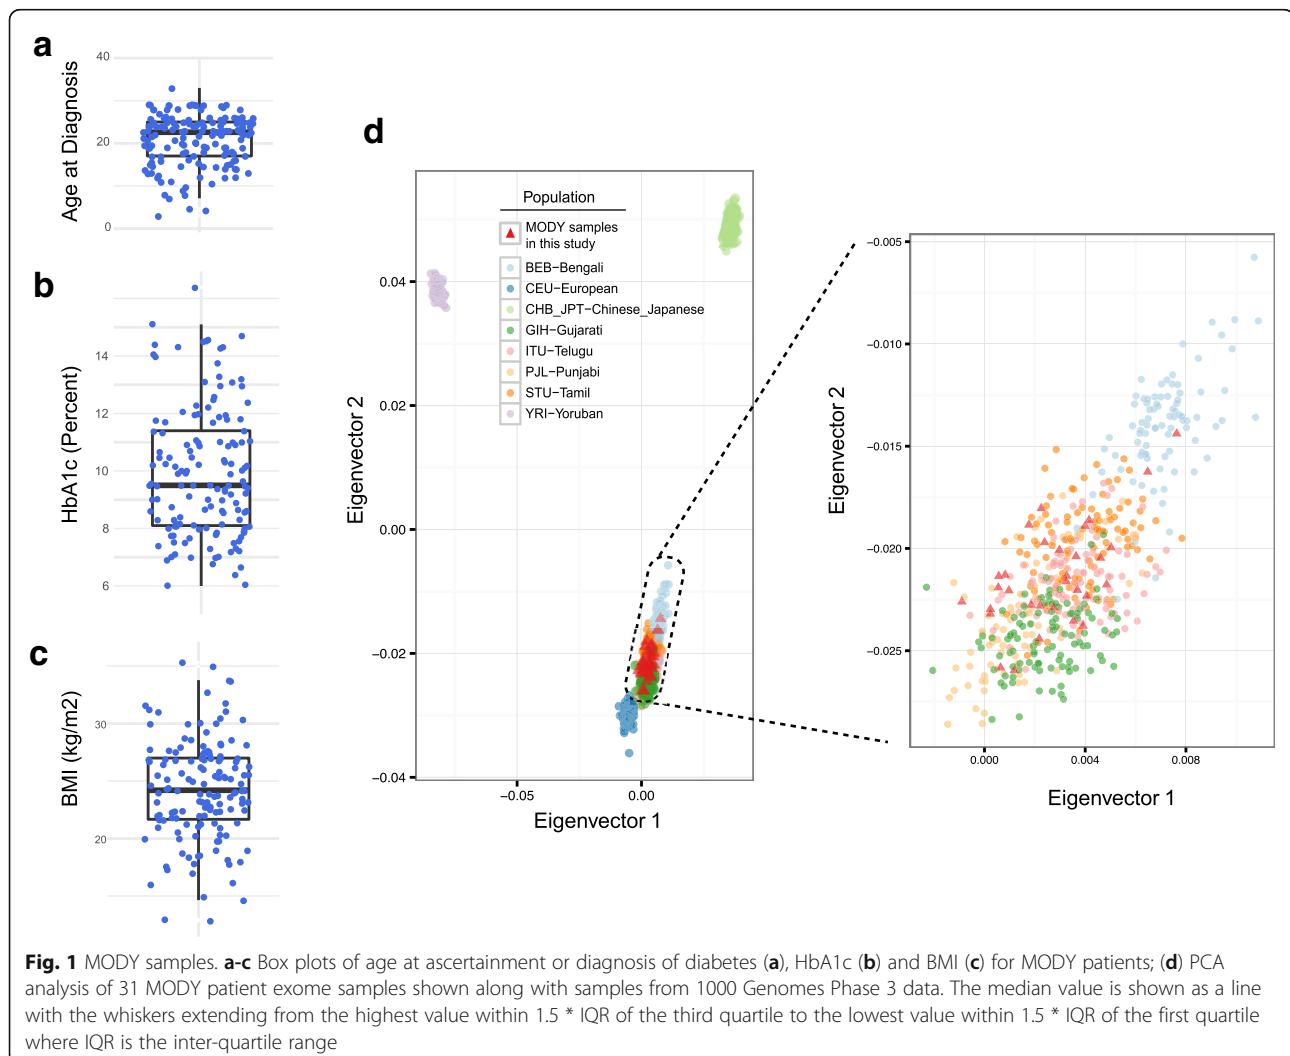 a
40
20
0
Age at Diagnosis
b
14
12
10
8
6
HbA1c (Percent)
c
30
20
BMI (kg/m2)
d
Population
MODY samples
in this study
BEB−Bengali
CEU−European
CHB_JPT−Chinese_Japanese
GIH−Gujarati
ITU−Telugu
PJL−Punjabi
STU−Tamil
YRI−Yoruban
0.04
0.02
0.00
−0.02
−0.04
Eigenvector 2
−0.05
0.00
Eigenvector 1
−0.005
−0.010
−0.015
−0.020
−0.025
Eigenvector 2
0.000
0.004
0.008
Eigenvector 1
Fig. 1 MODY samples. a-c Box plots of age at ascertainment or diagnosis of diabetes (a), HbA1c (b) and BMI (c) for MODY patients; (d) PCA
analysis of 31 MODY patient exome samples shown along with samples from 1000 Genomes Phase 3 data. The median value is shown as a line
with the whiskers extending from the highest value within 1.5 * IQR of the third quartile to the lowest value within 1.5 * IQR of the first quartile
where IQR is the inter-quartile range